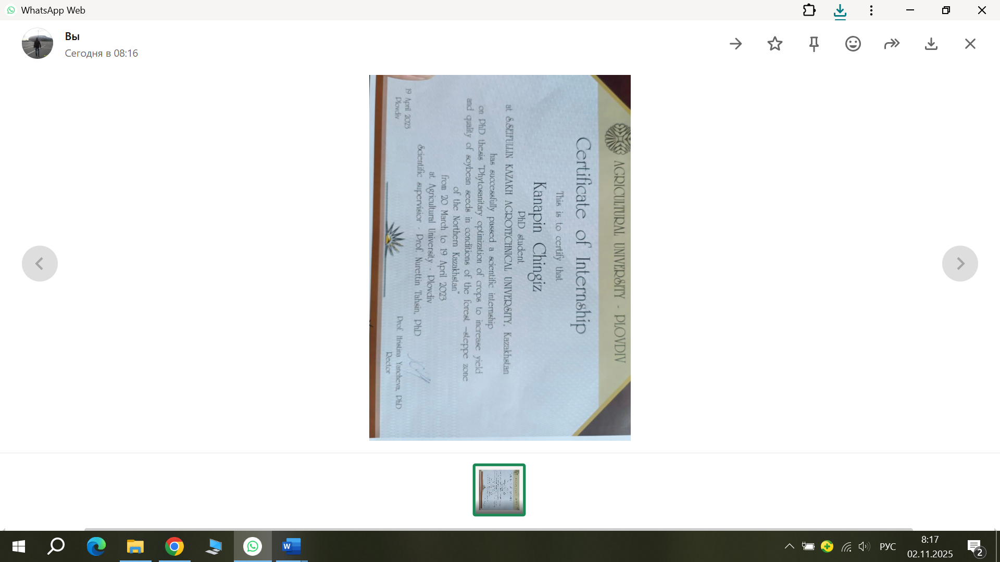 WhatsApp Web
Вы
Сегодня в 08:16
AGRICULTURAL UNIVERSITY - PLOVDIV
Certificate of Internship
This is to certify that
Kanapin Chingiz
PhD student
at S.SEIFULLIN KAZAKH AGROTECHNICAL UNIVERSITY, Kazakhstan
has successfully passed a scientific internship
on PhD thesis "Phytosanitary optimization of crops to increase yield
and quality of soybean seeds in conditions of the forest –steppe zone
of the Northern Kazakhstan"
from 20 March to 19 April 2023
at Agricultural University - Plovdiv
Scientific supervisior - Prof. Nurettin Tahsin, PhD
19 April 2023
Plovdiv
Prof. Hristina Yancheva, PhD
Rector
W
РУС
8:17
02.11.2025
2